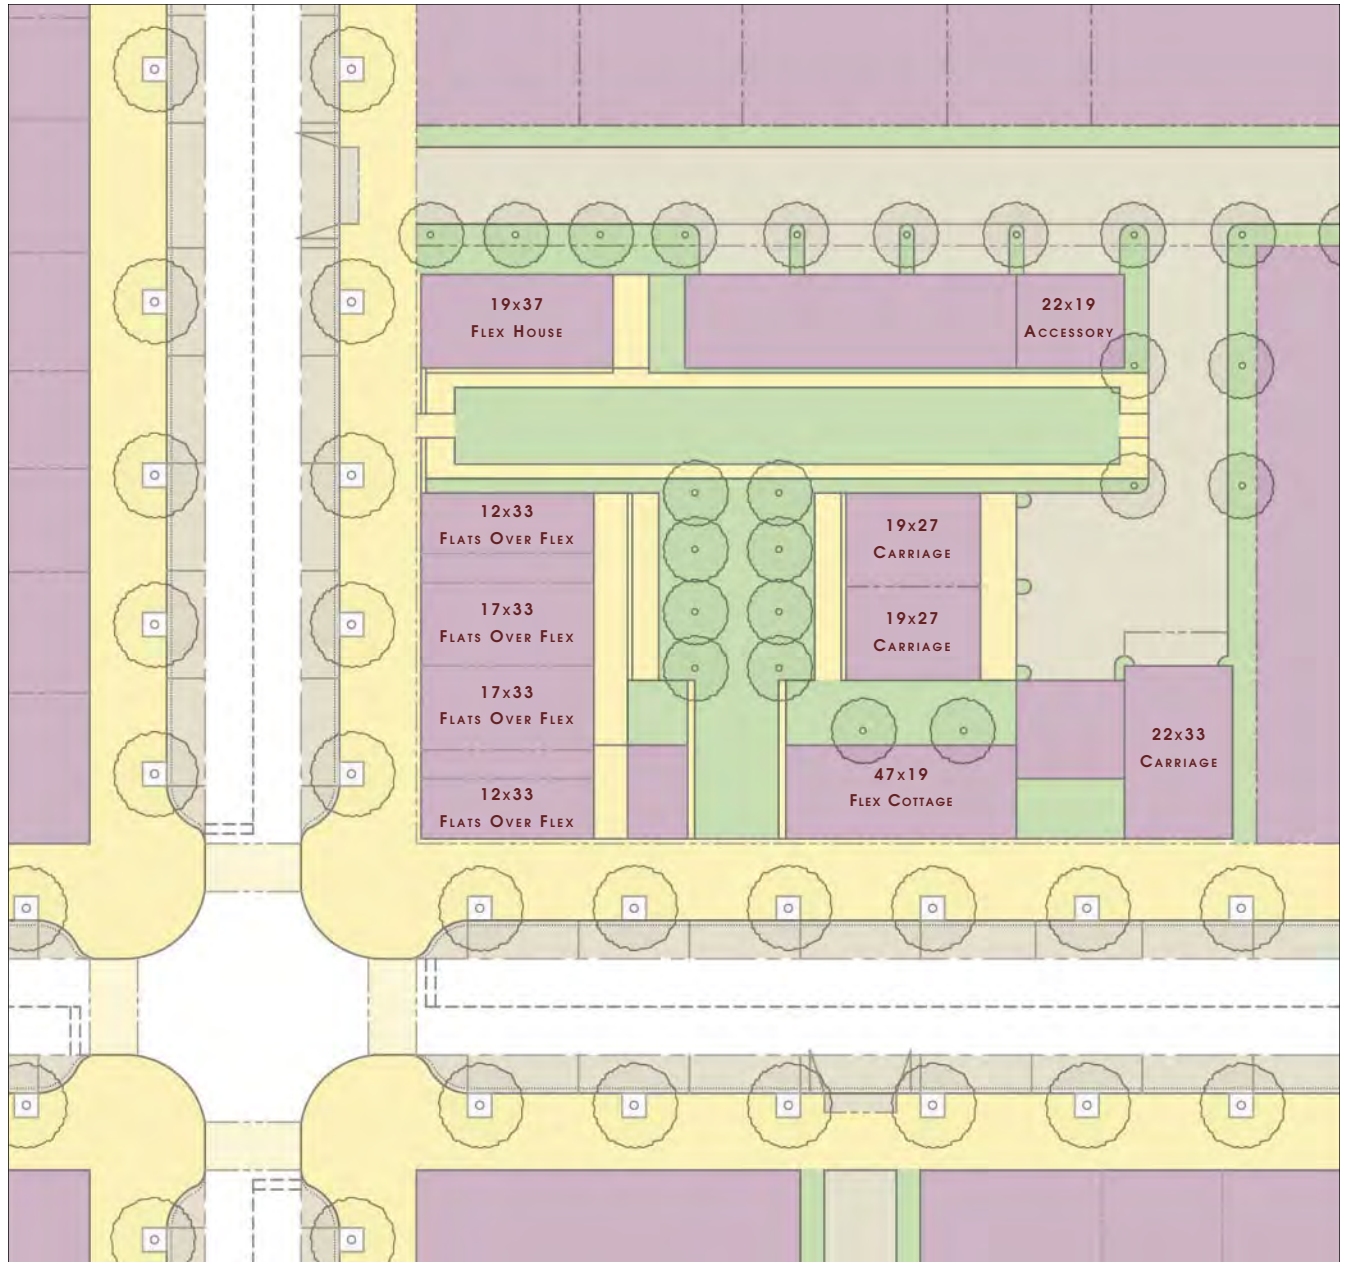 19x37
Flex House
22x19
Accessory
12x33
Flats Over Flex
19x27
Carriage
17x33
Flats Over Flex
19x27
Carriage
17x33
Flats Over Flex
22x33
Carriage
47x19
Flex Cottage
12x33
Flats Over Flex